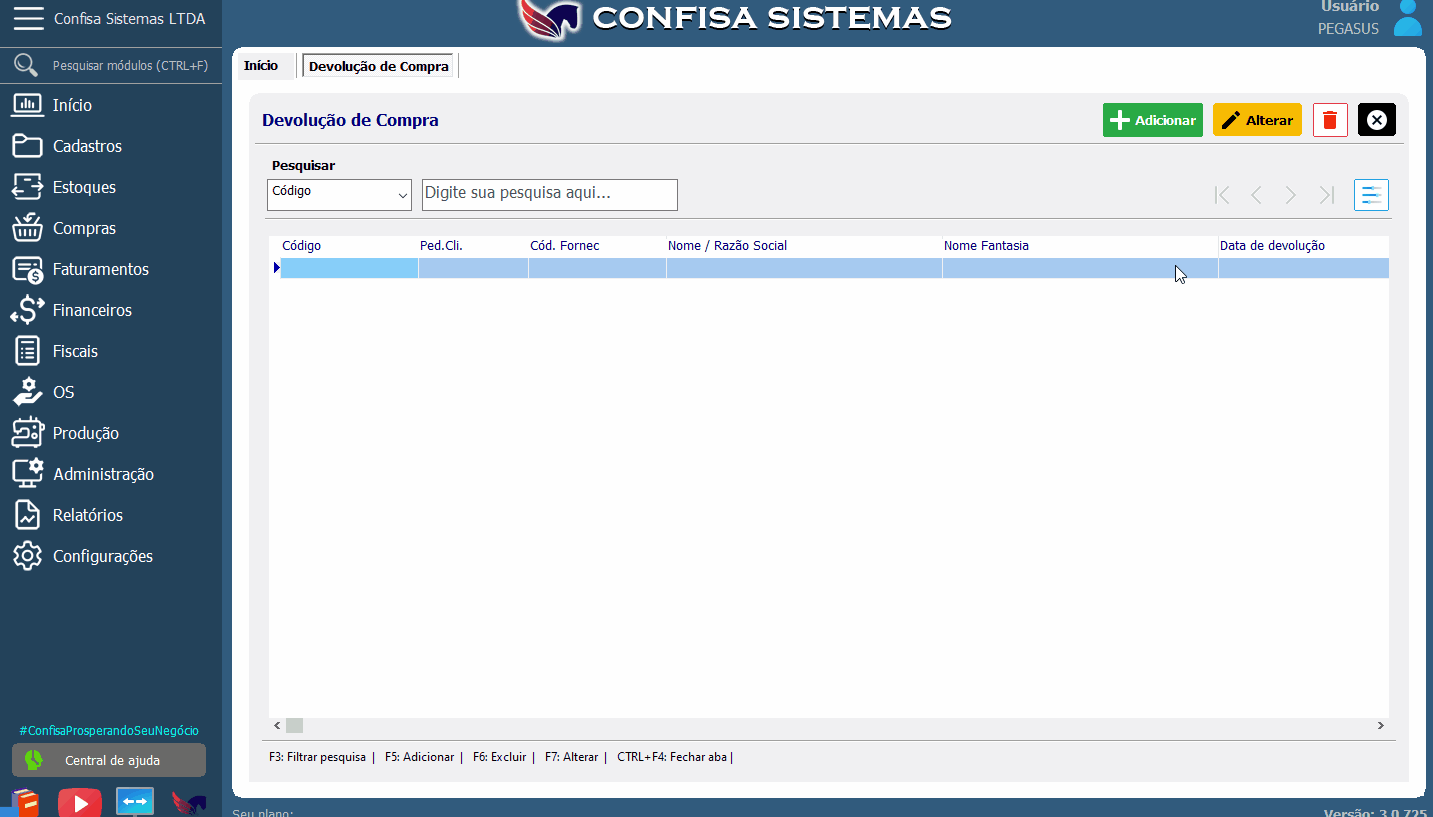 Confisa Sistemas LTDA
CONFISA SISTEMAS
Usuário
PEGASUS
Pesquisar módulos (CTRL+F)
Início
Cadastros
Estoques
Compras
Faturamentos
Financeiros
Fiscais
OS
Produção
Administração
Relatórios
Configurações
#ConfisaProsperandoSeuNegócio
Central de ajuda
Início
Devolução de Compra
Devolução de Compra
Adicionar
Alterar
Pesquisar
Código
Digite sua pesquisa aqui...
Código Ped.Cli. Cód. Fornec Nome / Razão Social Nome Fantasia Data de devolução
F3: Filtrar pesquisa | F5: Adicionar | F6: Excluir | F7: Alterar | CTRL+F4: Fechar aba |
Seu plano:
Versão: 3.0.725